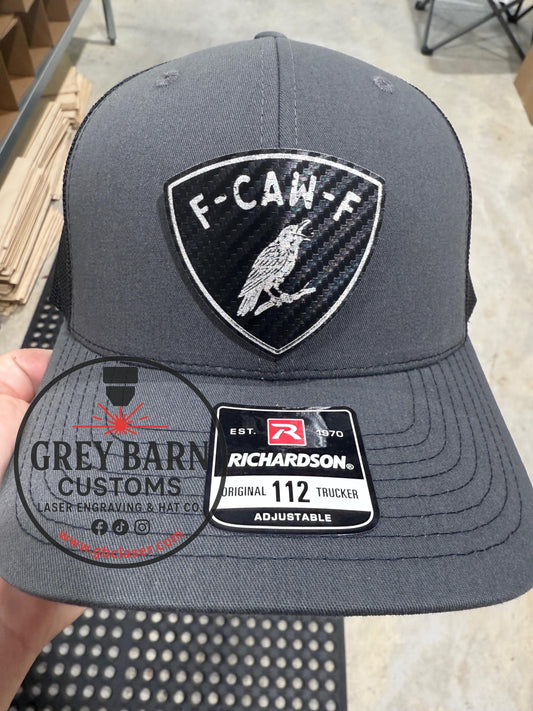 F-CAW-F
GREY BARN
CUSTOMS
LASER ENGRAVING & HAT CO.
www.gbclaser.com
EST. R 1970
RICHARDSON®
ORIGINAL 112 TRUCKER
ADJUSTABLE